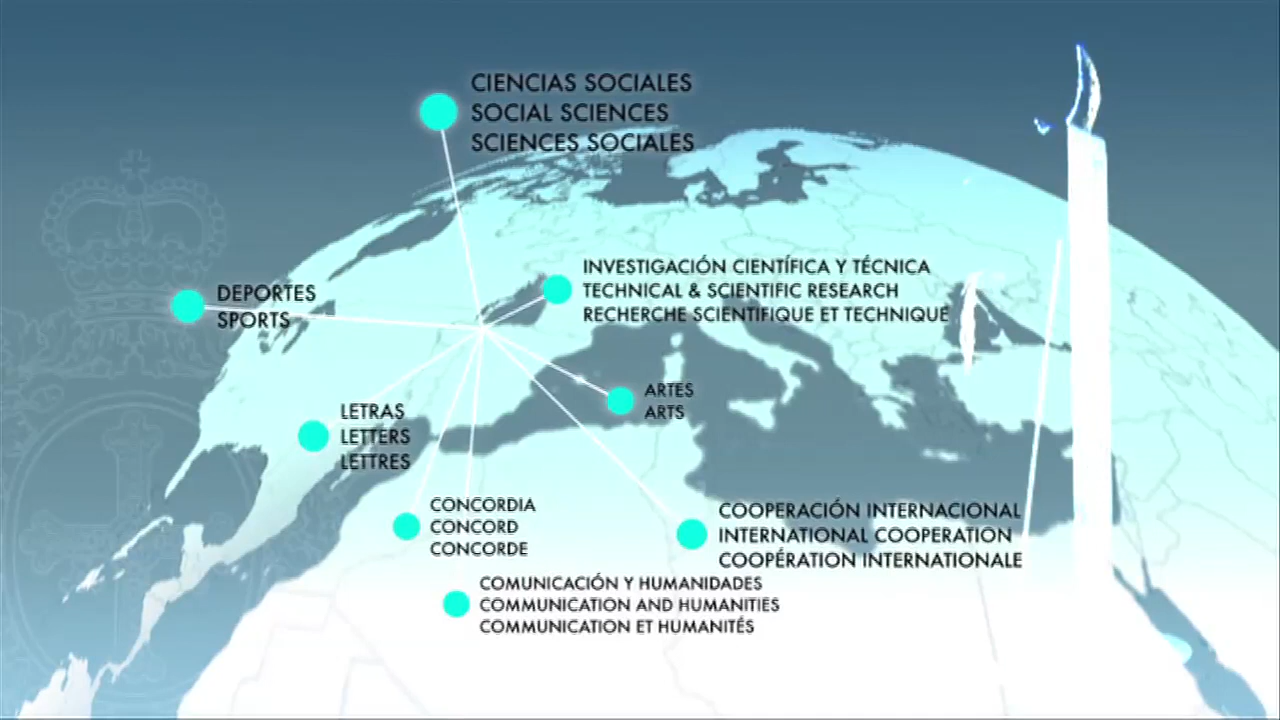 CIENCIAS SOCIALES
SOCIAL SCIENCES
SCIENCES SOCIALES
INVESTIGACIÓN CIENTÍFICA Y TÉCNICA
TECHNICAL & SCIENTIFIC RESEARCH
RECHERCHE SCIENTIFIQUE ET TECHNIQUE
DEPORTES
SPORTS
ARTES
ARTS
LETRAS
LETTERS
LETTRES
CONCORDIA
CONCORD
CONCORDE
COOPERACIÓN INTERNACIONAL
INTERNATIONAL COOPERATION
COOPÉRATION INTERNATIONALE
COMUNICACIÓN Y HUMANIDADES
COMMUNICATION AND HUMANITIES
COMMUNICATION ET HUMANITÉS